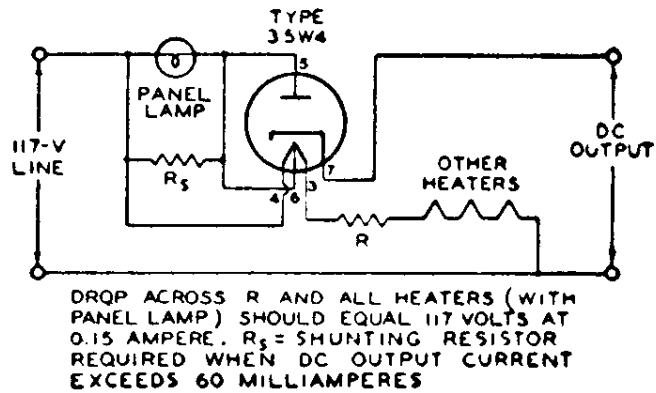 TYPE
35W4
5
PANEL
LAMP
117-V
LINE
RS
4
6
3
7
OTHER
HEATERS
R
DC
OUTPUT
DROP ACROSS R AND ALL HEATERS (WITH
PANEL LAMP) SHOULD EQUAL 117 VOLTS AT
0.15 AMPERE. RS = SHUNTING RESISTOR
REQUIRED WHEN DC OUTPUT CURRENT
EXCEEDS 60 MILLIAMPERES